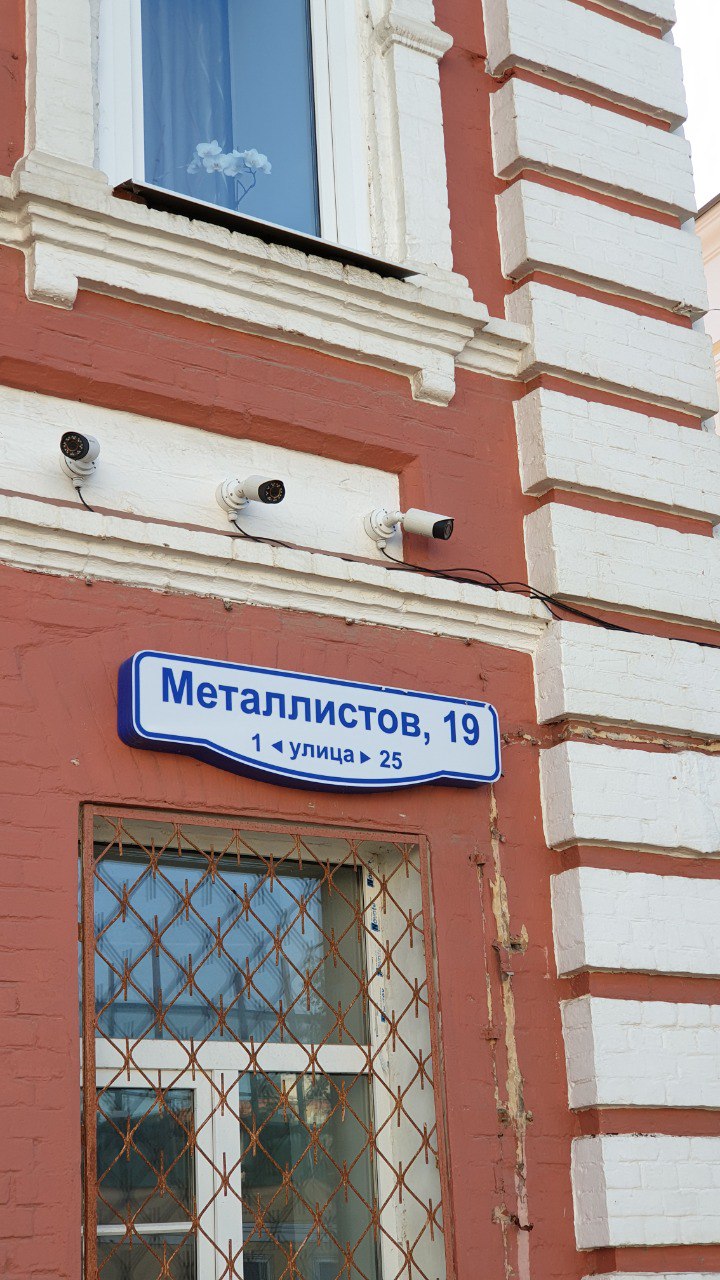 Металлистов, 19
1 ◄ улица ► 25